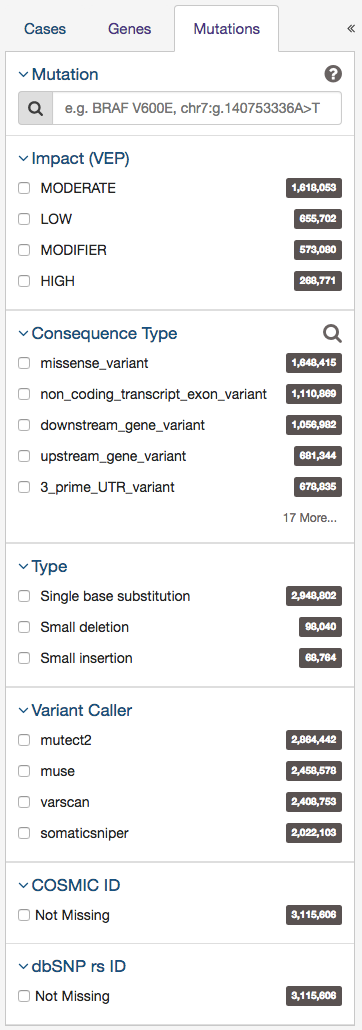 Cases Genes Mutations «
Mutation ?
e.g. BRAF V600E, chr7:g.140753336A>T
Impact (VEP)
MODERATE 1,618,053
LOW 655,702
MODIFIER 573,080
HIGH 268,771
Consequence Type
missense_variant 1,648,415
non_coding_transcript_exon_variant 1,110,869
downstream_gene_variant 1,056,982
upstream_gene_variant 681,344
3_prime_UTR_variant 678,835
17 More...
Type
Single base substitution 2,948,802
Small deletion 98,040
Small insertion 68,764
Variant Caller
mutect2 2,864,442
muse 2,458,578
varscan 2,408,753
somaticsniper 2,022,103
COSMIC ID
Not Missing 3,115,606
dbSNP rs ID
Not Missing 3,115,606